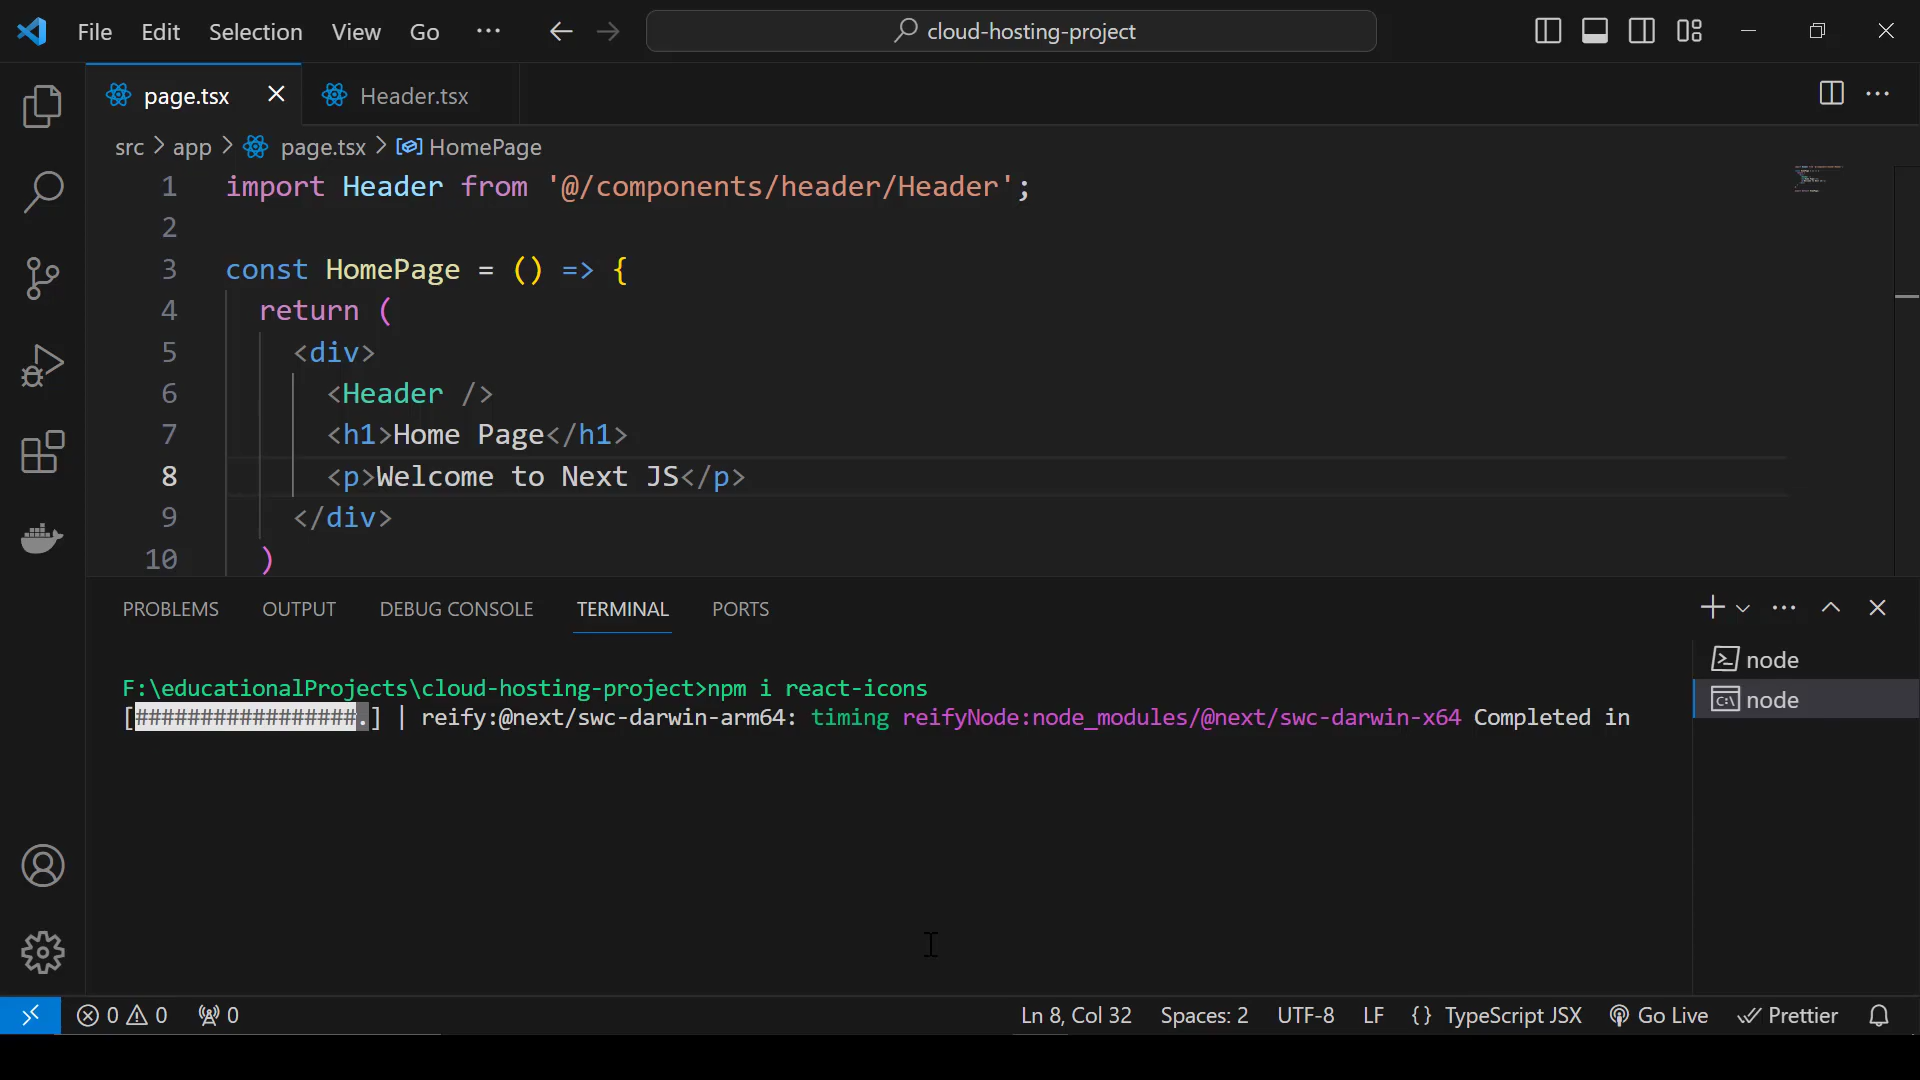 File Edit Selection View Go ··· cloud-hosting-project
page.tsx Header.tsx
src > app > page.tsx > HomePage
1 import Header from '@/components/header/Header';
2
3 const HomePage = () => {
4 return (
5 <div>
6 <Header />
7 <h1>Home Page</h1>
8 <p>Welcome to Next JS</p>
9 </div>
10 )
PROBLEMS OUTPUT DEBUG CONSOLE TERMINAL PORTS
F:\educationalProjects\cloud-hosting-project>npm i react-icons
[#################.] | reify:@next/swc-darwin-arm64: timing reifyNode:node_modules/@next/swc-darwin-x64 Completed in
node
node
0 0 0 Ln 8, Col 32 Spaces: 2 UTF-8 LF {} TypeScript JSX Go Live Prettier